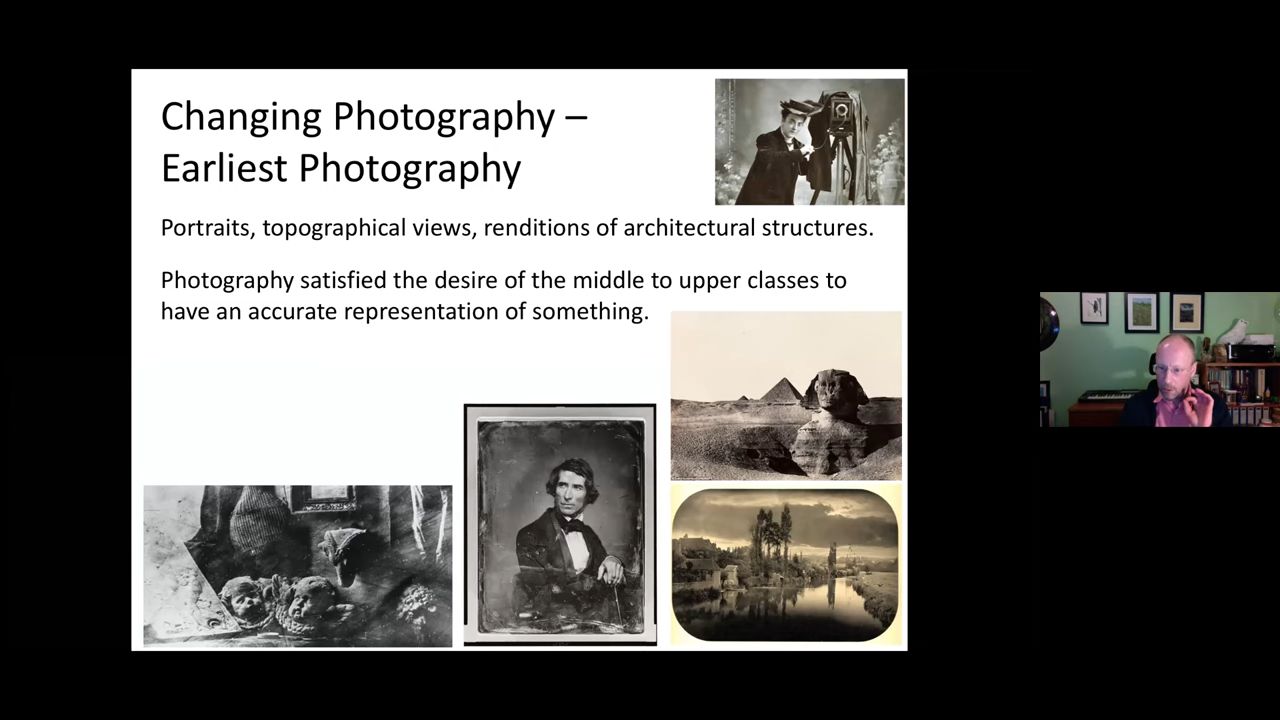 Changing Photography –
Earliest Photography
Portraits, topographical views, renditions of architectural structures.
Photography satisfied the desire of the middle to upper classes to
have an accurate representation of something.